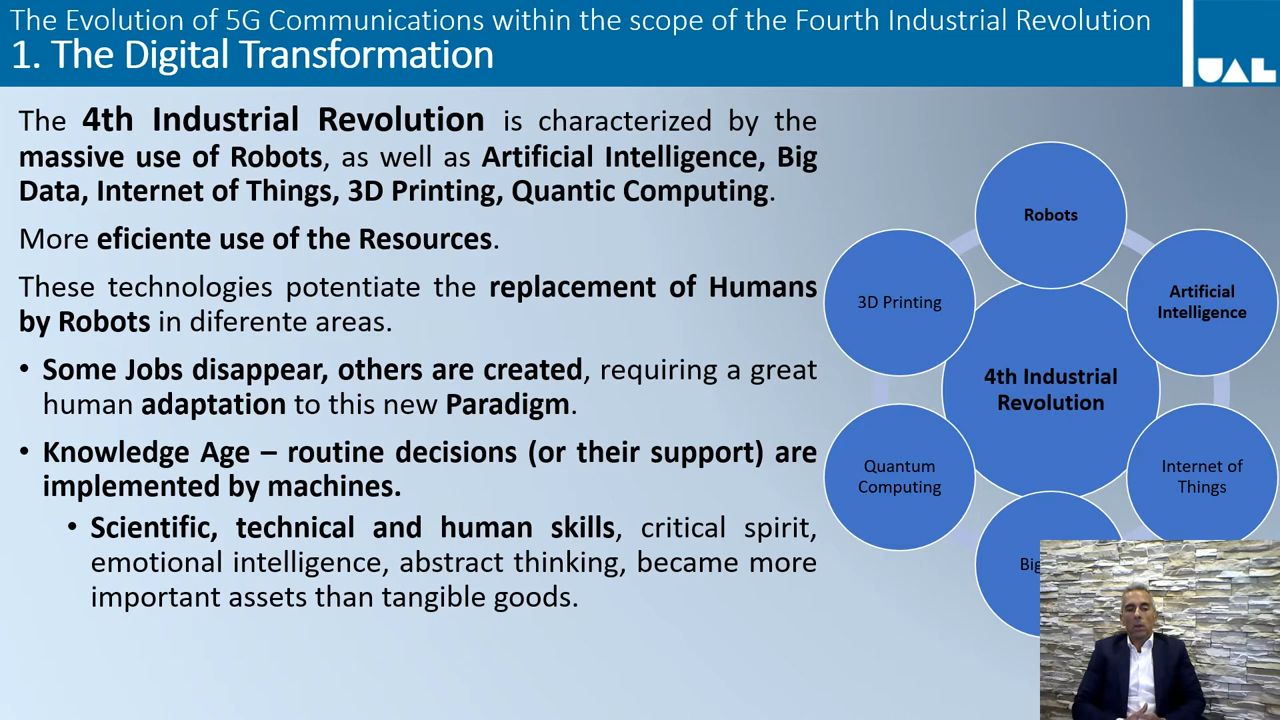 The Evolution of 5G Communications within the scope of the Fourth Industrial Revolution
1. The Digital Transformation
UAL
The 4th Industrial Revolution is characterized by the
massive use of Robots, as well as Artificial Intelligence, Big
Data, Internet of Things, 3D Printing, Quantic Computing.
More eficiente use of the Resources.
These technologies potentiate the replacement of Humans
by Robots in diferente areas.
• Some Jobs disappear, others are created, requiring a great
human adaptation to this new Paradigm.
• Knowledge Age – routine decisions (or their support) are
implemented by machines.
• Scientific, technical and human skills, critical spirit,
emotional intelligence, abstract thinking, became more
important assets than tangible goods.
Robots
Artificial
Intelligence
Internet of
Things
Big
Quantum
Computing
3D Printing
4th Industrial
Revolution